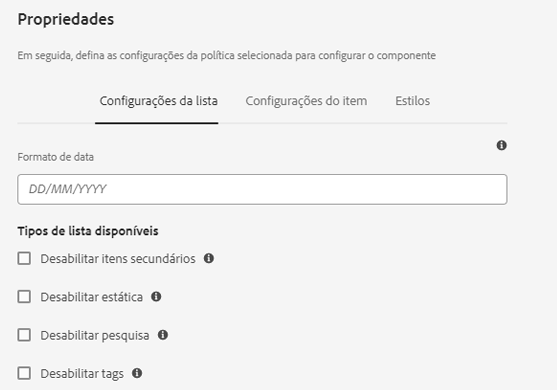 Propriedades
Em seguida, defina as configurações da política selecionada para configurar o componente
Configurações da lista Configurações do item Estilos
Formato de data
DD/MM/YYYY
Tipos de lista disponíveis
Desabilitar itens secundários
Desabilitar estática
Desabilitar pesquisa
Desabilitar tags